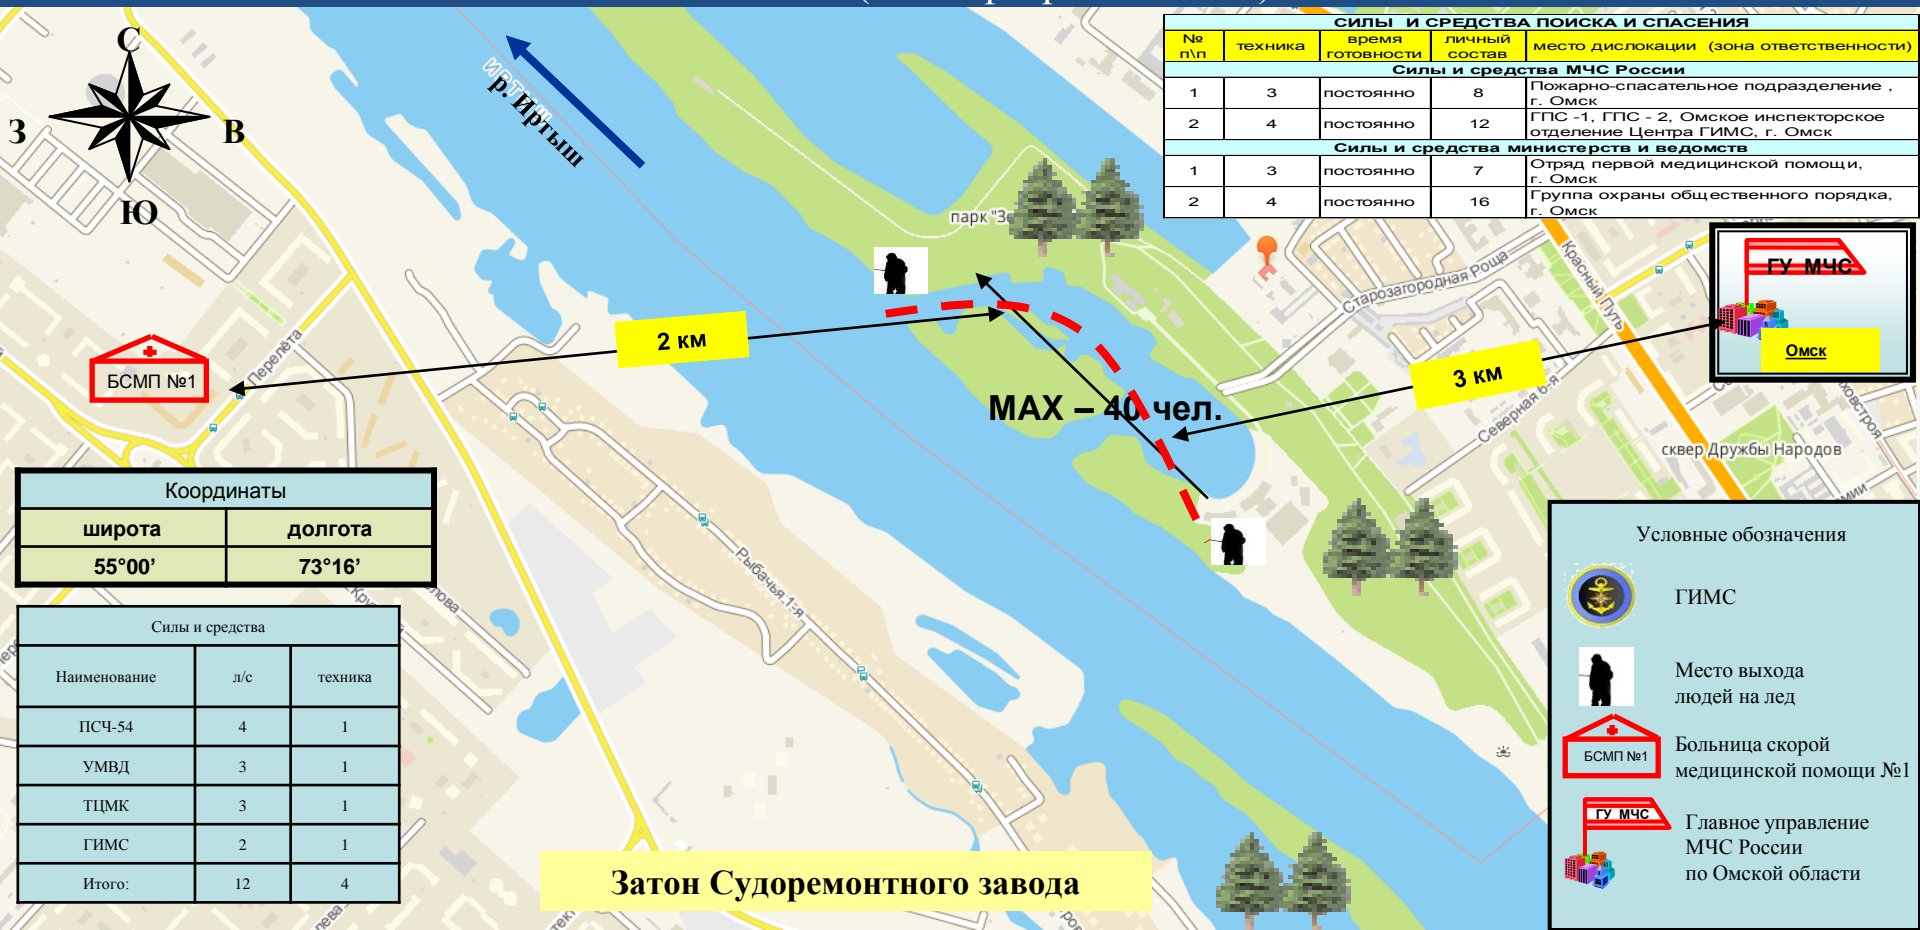 СИЛЫ И СРЕДСТВА ПОИСКА И СПАСЕНИЯ
№ п\п техника время готовности личный состав место дислокации (зона ответственности)
Силы и средства МЧС России
1 3 постоянно 8 Пожарно-спасательное подразделение , г. Омск
2 4 постоянно 12 ГПС -1, ГПС - 2, Омское инспекторское отделение Центра ГИМС, г. Омск
Силы и средства министерств и ведомств
1 3 постоянно 7 Отряд первой медицинской помощи, г. Омск
2 4 постоянно 16 Группа охраны общественного порядка, г. Омск
С
З
В
Ю
ИРТЫШ
р. Иртыш
парк "Зе
Старозагородная Роща
Красный Путь
ГУ МЧС
Омск
2 км
3 км
БСМП №1
Перелёта
МАХ – 40 чел.
Северная 6-я
сквер Дружбы Народов
Координаты
широта долгота
55°00’ 73°16’
Рыбачья 1-я
Силы и средства
Наименование л/с техника
ПСЧ-54 4 1
УМВД 3 1
ТЦМК 3 1
ГИМС 2 1
Итого: 12 4
Затон Судоремонтного завода
Условные обозначения
ГИМС
Место выхода
людей на лед
БСМП №1
Больница скорой
медицинской помощи №1
ГУ МЧС
Главное управление
МЧС России
по Омской области